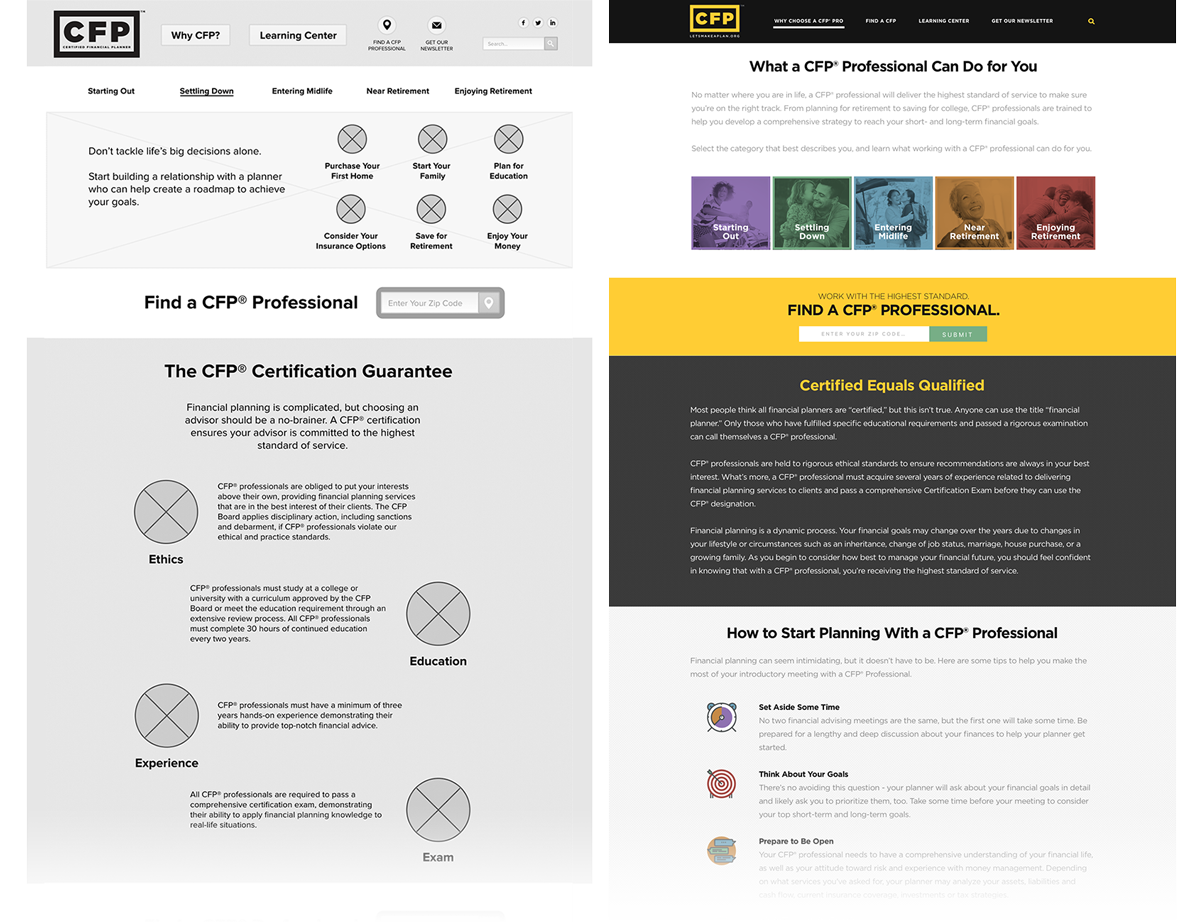 CFP™
CERTIFIED FINANCIAL PLANNER
Why CFP?
Learning Center
FIND A CFP
PROFESSIONAL
GET OUR
NEWSLETTER
Search...
Starting Out
Settling Down
Entering Midlife
Near Retirement
Enjoying Retirement
Don't tackle life's big decisions alone.
Start building a relationship with a planner
who can help create a roadmap to achieve
your goals.
Purchase Your
First Home
Start Your
Family
Plan for
Education
Consider Your
Insurance Options
Save for
Retirement
Enjoy Your
Money
Find a CFP® Professional
Enter Your Zip Code
The CFP® Certification Guarantee
Financial planning is complicated, but choosing an
advisor should be a no-brainer. A CFP® certification
ensures your advisor is committed to the highest
standard of service.
CFP® professionals are obliged to put your interests
above their own, providing financial planning services
that are in the best interest of their clients. The CFP
Board applies disciplinary action, including sanctions
and debarment, if CFP® professionals violate our
ethical and practice standards.
Ethics
CFP® professionals must study at a college or
university with a curriculum approved by the CFP
Board or meet the education requirement through an
extensive review process. All CFP® professionals
must complete 30 hours of continued education
every two years.
Education
CFP® professionals must have a minimum of three
years hands-on experience demonstrating their
ability to provide top-notch financial advice.
Experience
All CFP® professionals are required to pass a
comprehensive certification exam, demonstrating
their ability to apply financial planning knowledge to
real-life situations.
Exam
CFP™
LETSMAKEAPLAN.ORG
WHY CHOOSE A CFP® PRO
FIND A CFP
LEARNING CENTER
GET OUR NEWSLETTER
What a CFP® Professional Can Do for You
No matter where you are in life, a CFP® professional will deliver the highest standard of service to make sure
you're on the right track. From planning for retirement to saving for college, CFP® professionals are trained to
help you develop a comprehensive strategy to reach your short- and long-term financial goals.
Select the category that best describes you, and learn what working with a CFP® professional can do for you.
Starting
Out
Settling
Down
Entering
Midlife
Near
Retirement
Enjoying
Retirement
WORK WITH THE HIGHEST STANDARD.
FIND A CFP® PROFESSIONAL.
ENTER YOUR ZIP CODE...
SUBMIT
Certified Equals Qualified
Most people think all financial planners are “certified,” but this isn't true. Anyone can use the title “financial
planner.” Only those who have fulfilled specific educational requirements and passed a rigorous examination
can call themselves a CFP® professional.
CFP® professionals are held to rigorous ethical standards to ensure recommendations are always in your best
interest. What's more, a CFP® professional must acquire several years of experience related to delivering
financial planning services to clients and pass a comprehensive Certification Exam before they can use the
CFP® designation.
Financial planning is a dynamic process. Your financial goals may change over the years due to changes in
your lifestyle or circumstances such as an inheritance, change of job status, marriage, house purchase, or a
growing family. As you begin to consider how best to manage your financial future, you should feel confident
in knowing that with a CFP® professional, you're receiving the highest standard of service.
How to Start Planning With a CFP® Professional
Financial planning can seem intimidating, but it doesn't have to be. Here are some tips to help you make the
most of your introductory meeting with a CFP® Professional.
Set Aside Some Time
No two financial advising meetings are the same, but the first one will take some time. Be
prepared for a lengthy and deep discussion about your finances to help your planner get
started.
Think About Your Goals
There's no avoiding this question - your planner will ask about your financial goals in detail
and likely ask you to prioritize them, too. Take some time before your meeting to consider
your top short-term and long-term goals.
Prepare to Be Open
Your CFP® professional needs to have a comprehensive understanding of your financial life,
as well as your attitude toward risk and experience with money management. Depending
on what services you've asked for, your planner may analyze your assets, liabilities and
cash flow, current insurance coverage, investments or tax strategies.